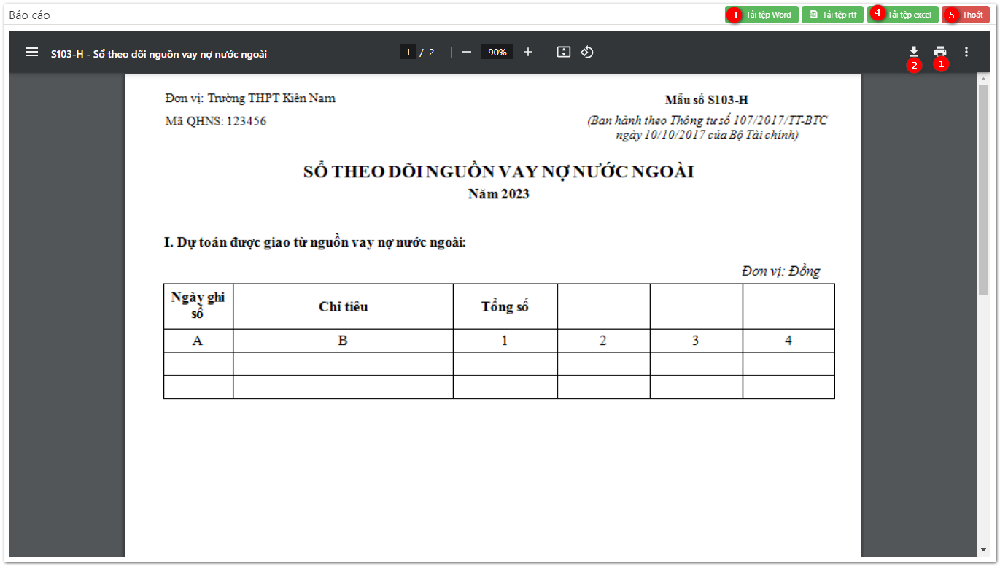 Báo cáo
3 Tải tệp Word
Tải tệp rtf
4 Tải tệp excel
5 Thoát
S103-H - Sổ theo dõi nguồn vay nợ nước ngoài
1 / 2
90%
2
1
Đơn vị: Trường THPT Kiên Nam
Mã QHNS: 123456
Mẫu số S103-H
(Ban hành theo Thông tư số 107/2017/TT-BTC
ngày 10/10/2017 của Bộ Tài chính)
SỔ THEO DÕI NGUỒN VAY NỢ NƯỚC NGOÀI
Năm 2023
I. Dự toán được giao từ nguồn vay nợ nước ngoài:
Đơn vị: Đồng
Ngày ghi
sổ
Chỉ tiêu
Tổng số
A B 1 2 3 4